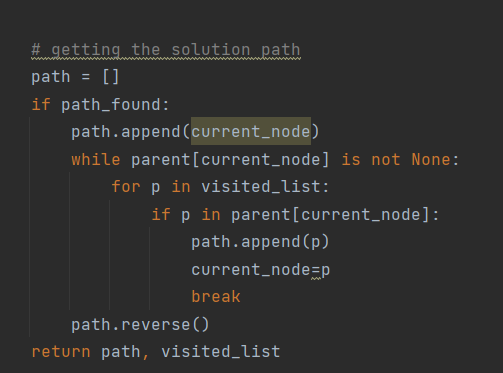 # getting the solution path
path = []
if path_found:
    path.append(current_node)
    while parent[current_node] is not None:
        for p in visited_list:
            if p in parent[current_node]:
                path.append(p)
                current_node=p
                break
    path.reverse()
return path, visited_list